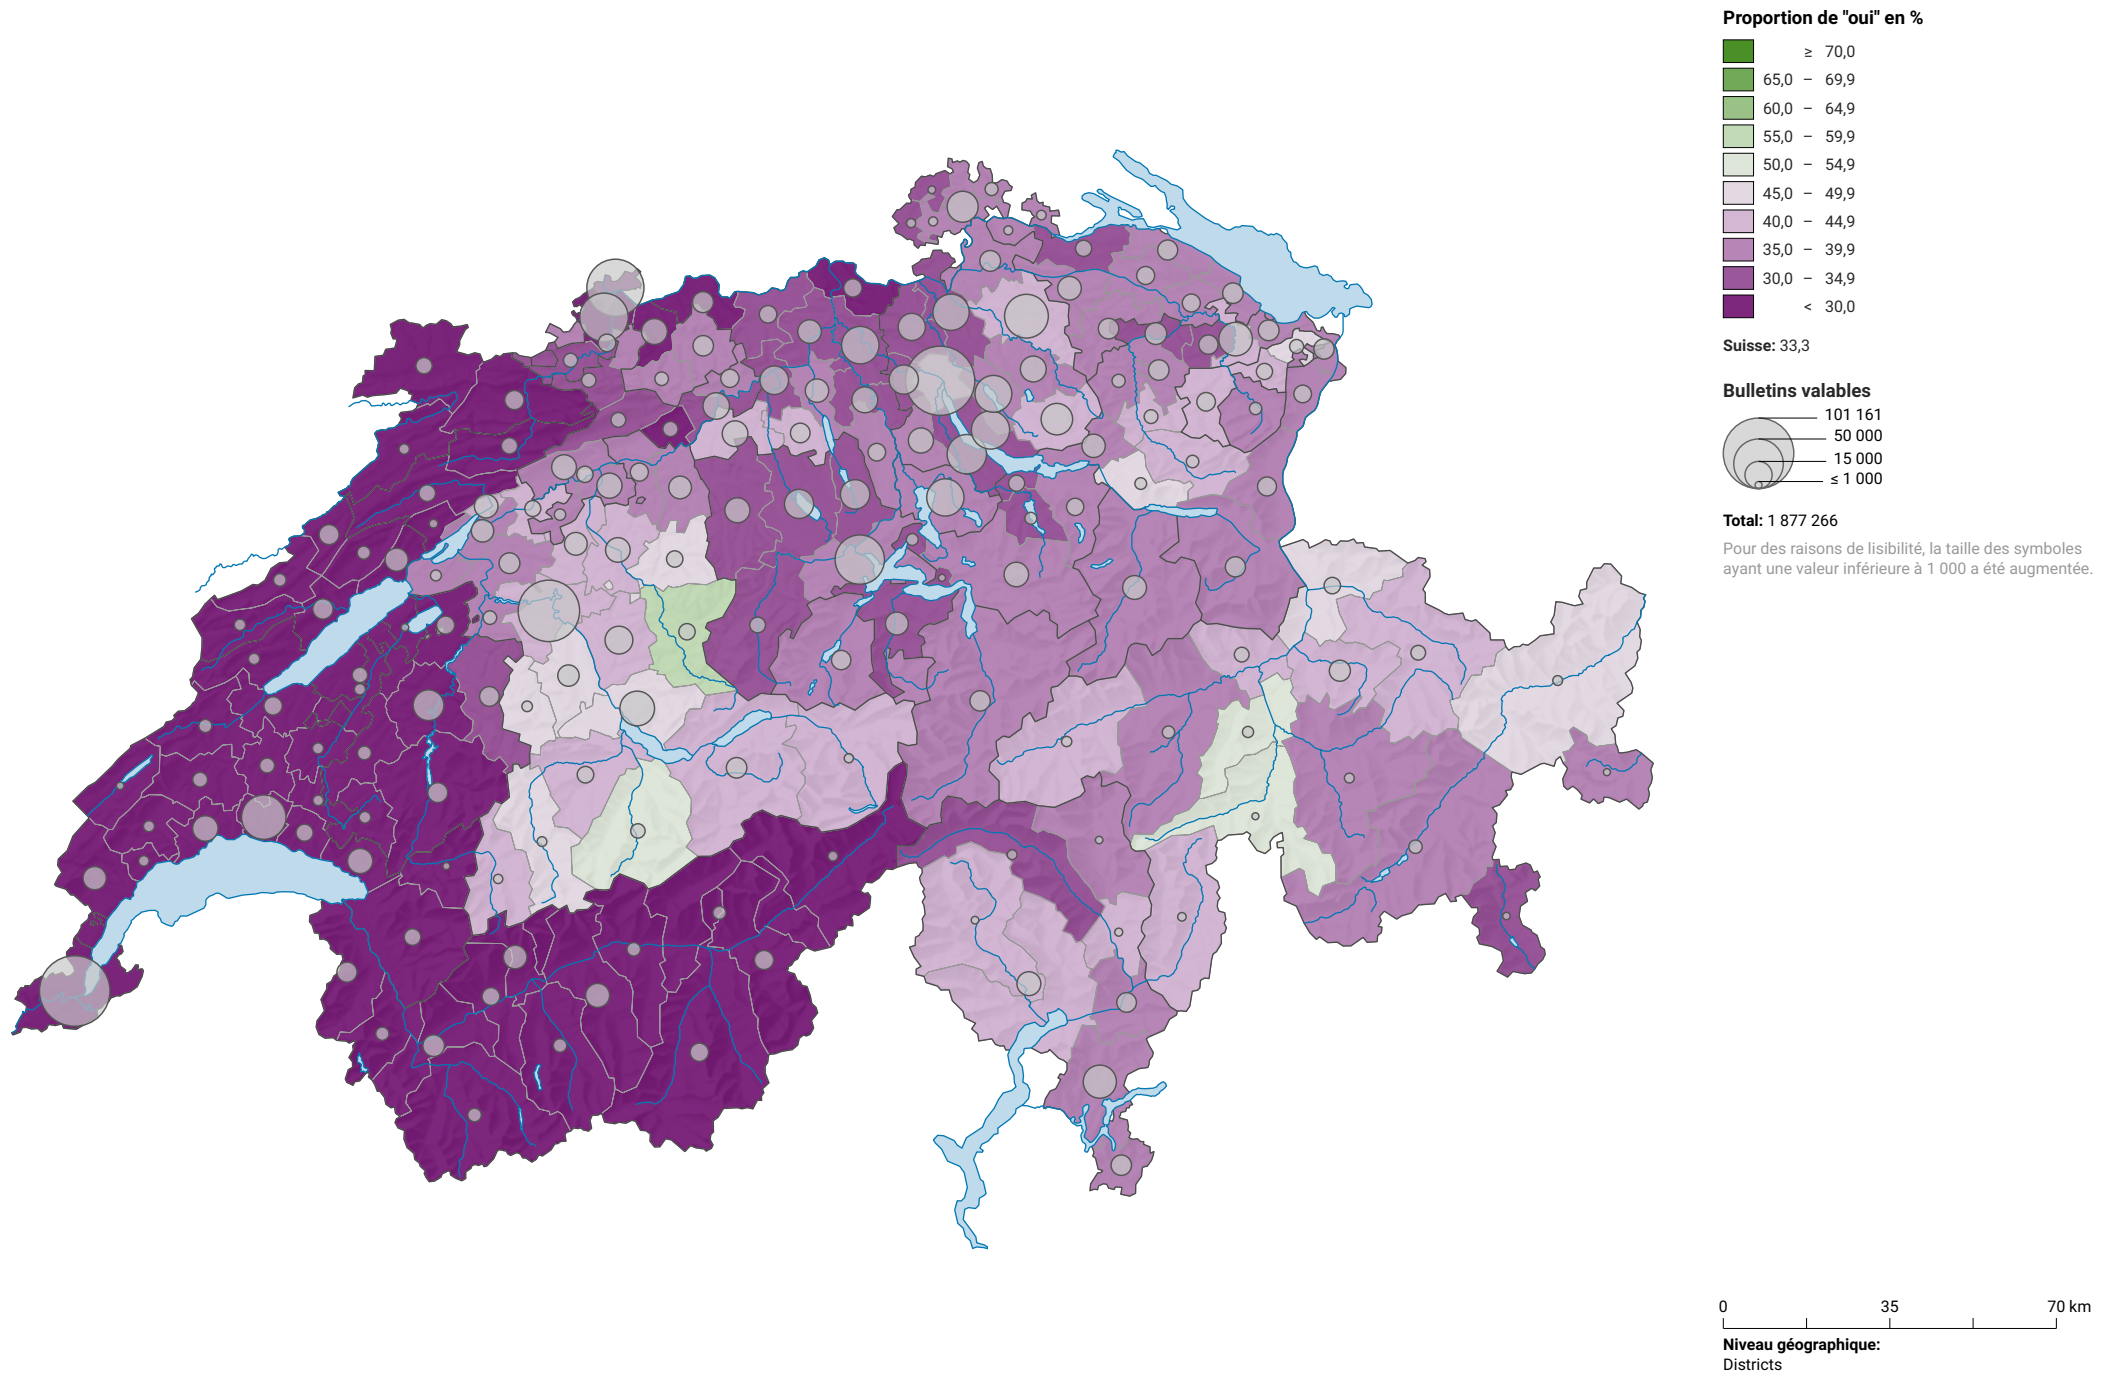 Proportion de "oui" en %
≥ 70,0
65,0 – 69,9
60,0 – 64,9
55,0 – 59,9
50,0 – 54,9
45,0 – 49,9
40,0 – 44,9
35,0 – 39,9
30,0 – 34,9
< 30,0
Suisse: 33,3
Bulletins valables
101 161
50 000
15 000
≤ 1 000
Total: 1 877 266
Pour des raisons de lisibilité, la taille des symboles
ayant une valeur inférieure à 1 000 a été augmentée.
0 35 70 km
Niveau géographique:
Districts